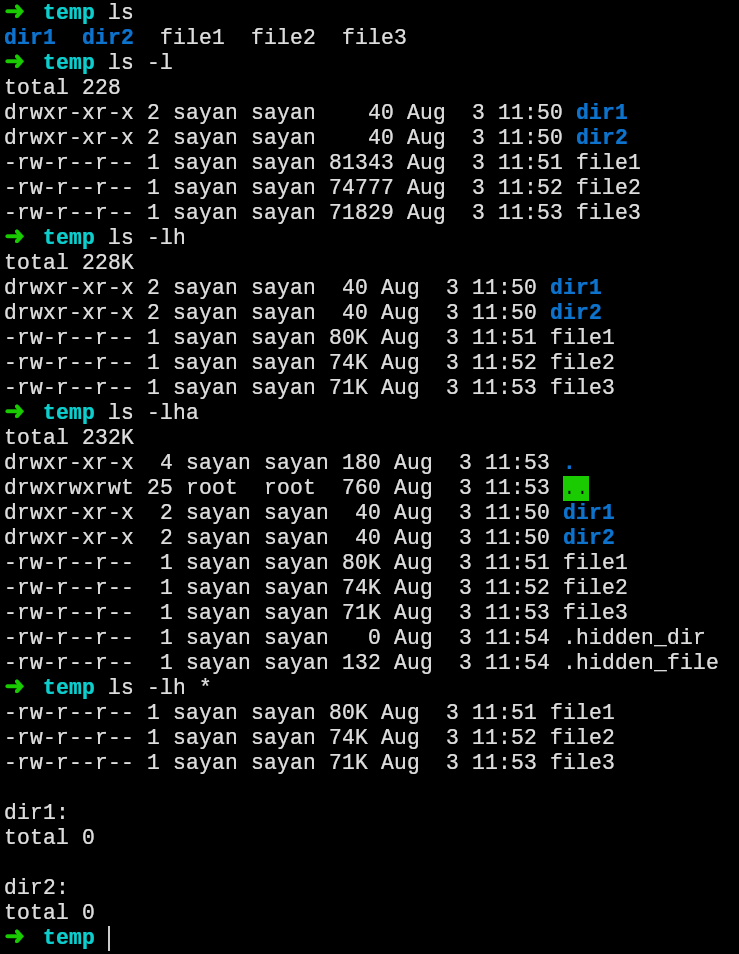 ➜  temp ls
dir1  dir2  file1  file2  file3
➜  temp ls -l
total 228
drwxr-xr-x 2 sayan sayan    40 Aug  3 11:50 dir1
drwxr-xr-x 2 sayan sayan    40 Aug  3 11:50 dir2
-rw-r--r-- 1 sayan sayan 81343 Aug  3 11:51 file1
-rw-r--r-- 1 sayan sayan 74777 Aug  3 11:52 file2
-rw-r--r-- 1 sayan sayan 71829 Aug  3 11:53 file3
➜  temp ls -lh
total 228K
drwxr-xr-x 2 sayan sayan  40 Aug  3 11:50 dir1
drwxr-xr-x 2 sayan sayan  40 Aug  3 11:50 dir2
-rw-r--r-- 1 sayan sayan 80K Aug  3 11:51 file1
-rw-r--r-- 1 sayan sayan 74K Aug  3 11:52 file2
-rw-r--r-- 1 sayan sayan 71K Aug  3 11:53 file3
➜  temp ls -lha
total 232K
drwxr-xr-x  4 sayan sayan 180 Aug  3 11:53 .
drwxrwxrwt 25 root  root  760 Aug  3 11:53 ..
drwxr-xr-x  2 sayan sayan  40 Aug  3 11:50 dir1
drwxr-xr-x  2 sayan sayan  40 Aug  3 11:50 dir2
-rw-r--r--  1 sayan sayan 80K Aug  3 11:51 file1
-rw-r--r--  1 sayan sayan 74K Aug  3 11:52 file2
-rw-r--r--  1 sayan sayan 71K Aug  3 11:53 file3
-rw-r--r--  1 sayan sayan   0 Aug  3 11:54 .hidden_dir
-rw-r--r--  1 sayan sayan 132 Aug  3 11:54 .hidden_file
➜  temp ls -lh *
-rw-r--r-- 1 sayan sayan 80K Aug  3 11:51 file1
-rw-r--r-- 1 sayan sayan 74K Aug  3 11:52 file2
-rw-r--r-- 1 sayan sayan 71K Aug  3 11:53 file3

dir1:
total 0

dir2:
total 0
➜  temp